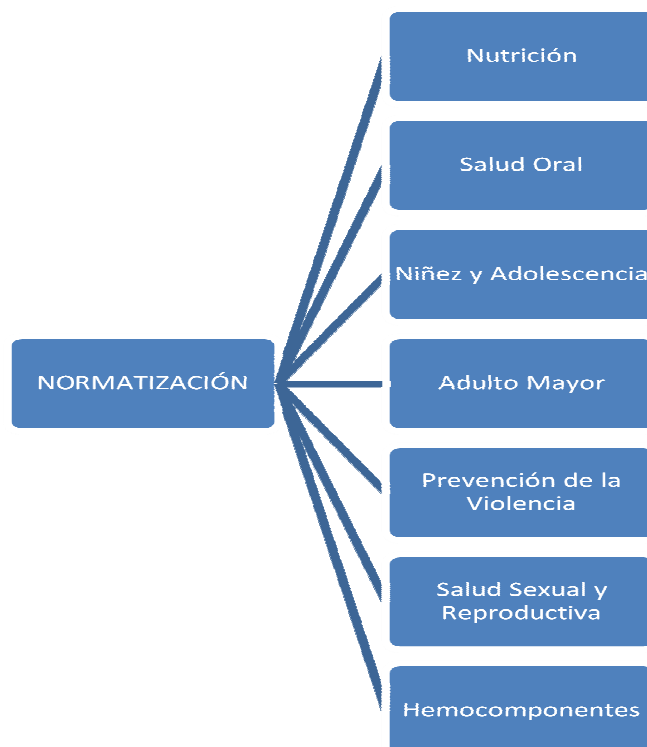 Nutrición
Salud Oral
Niñez y Adolescencia
NORMATIZACIÓN
Adulto Mayor
Prevención de la
Violencia
Salud Sexual y
Reproductiva
Hemocomponentes